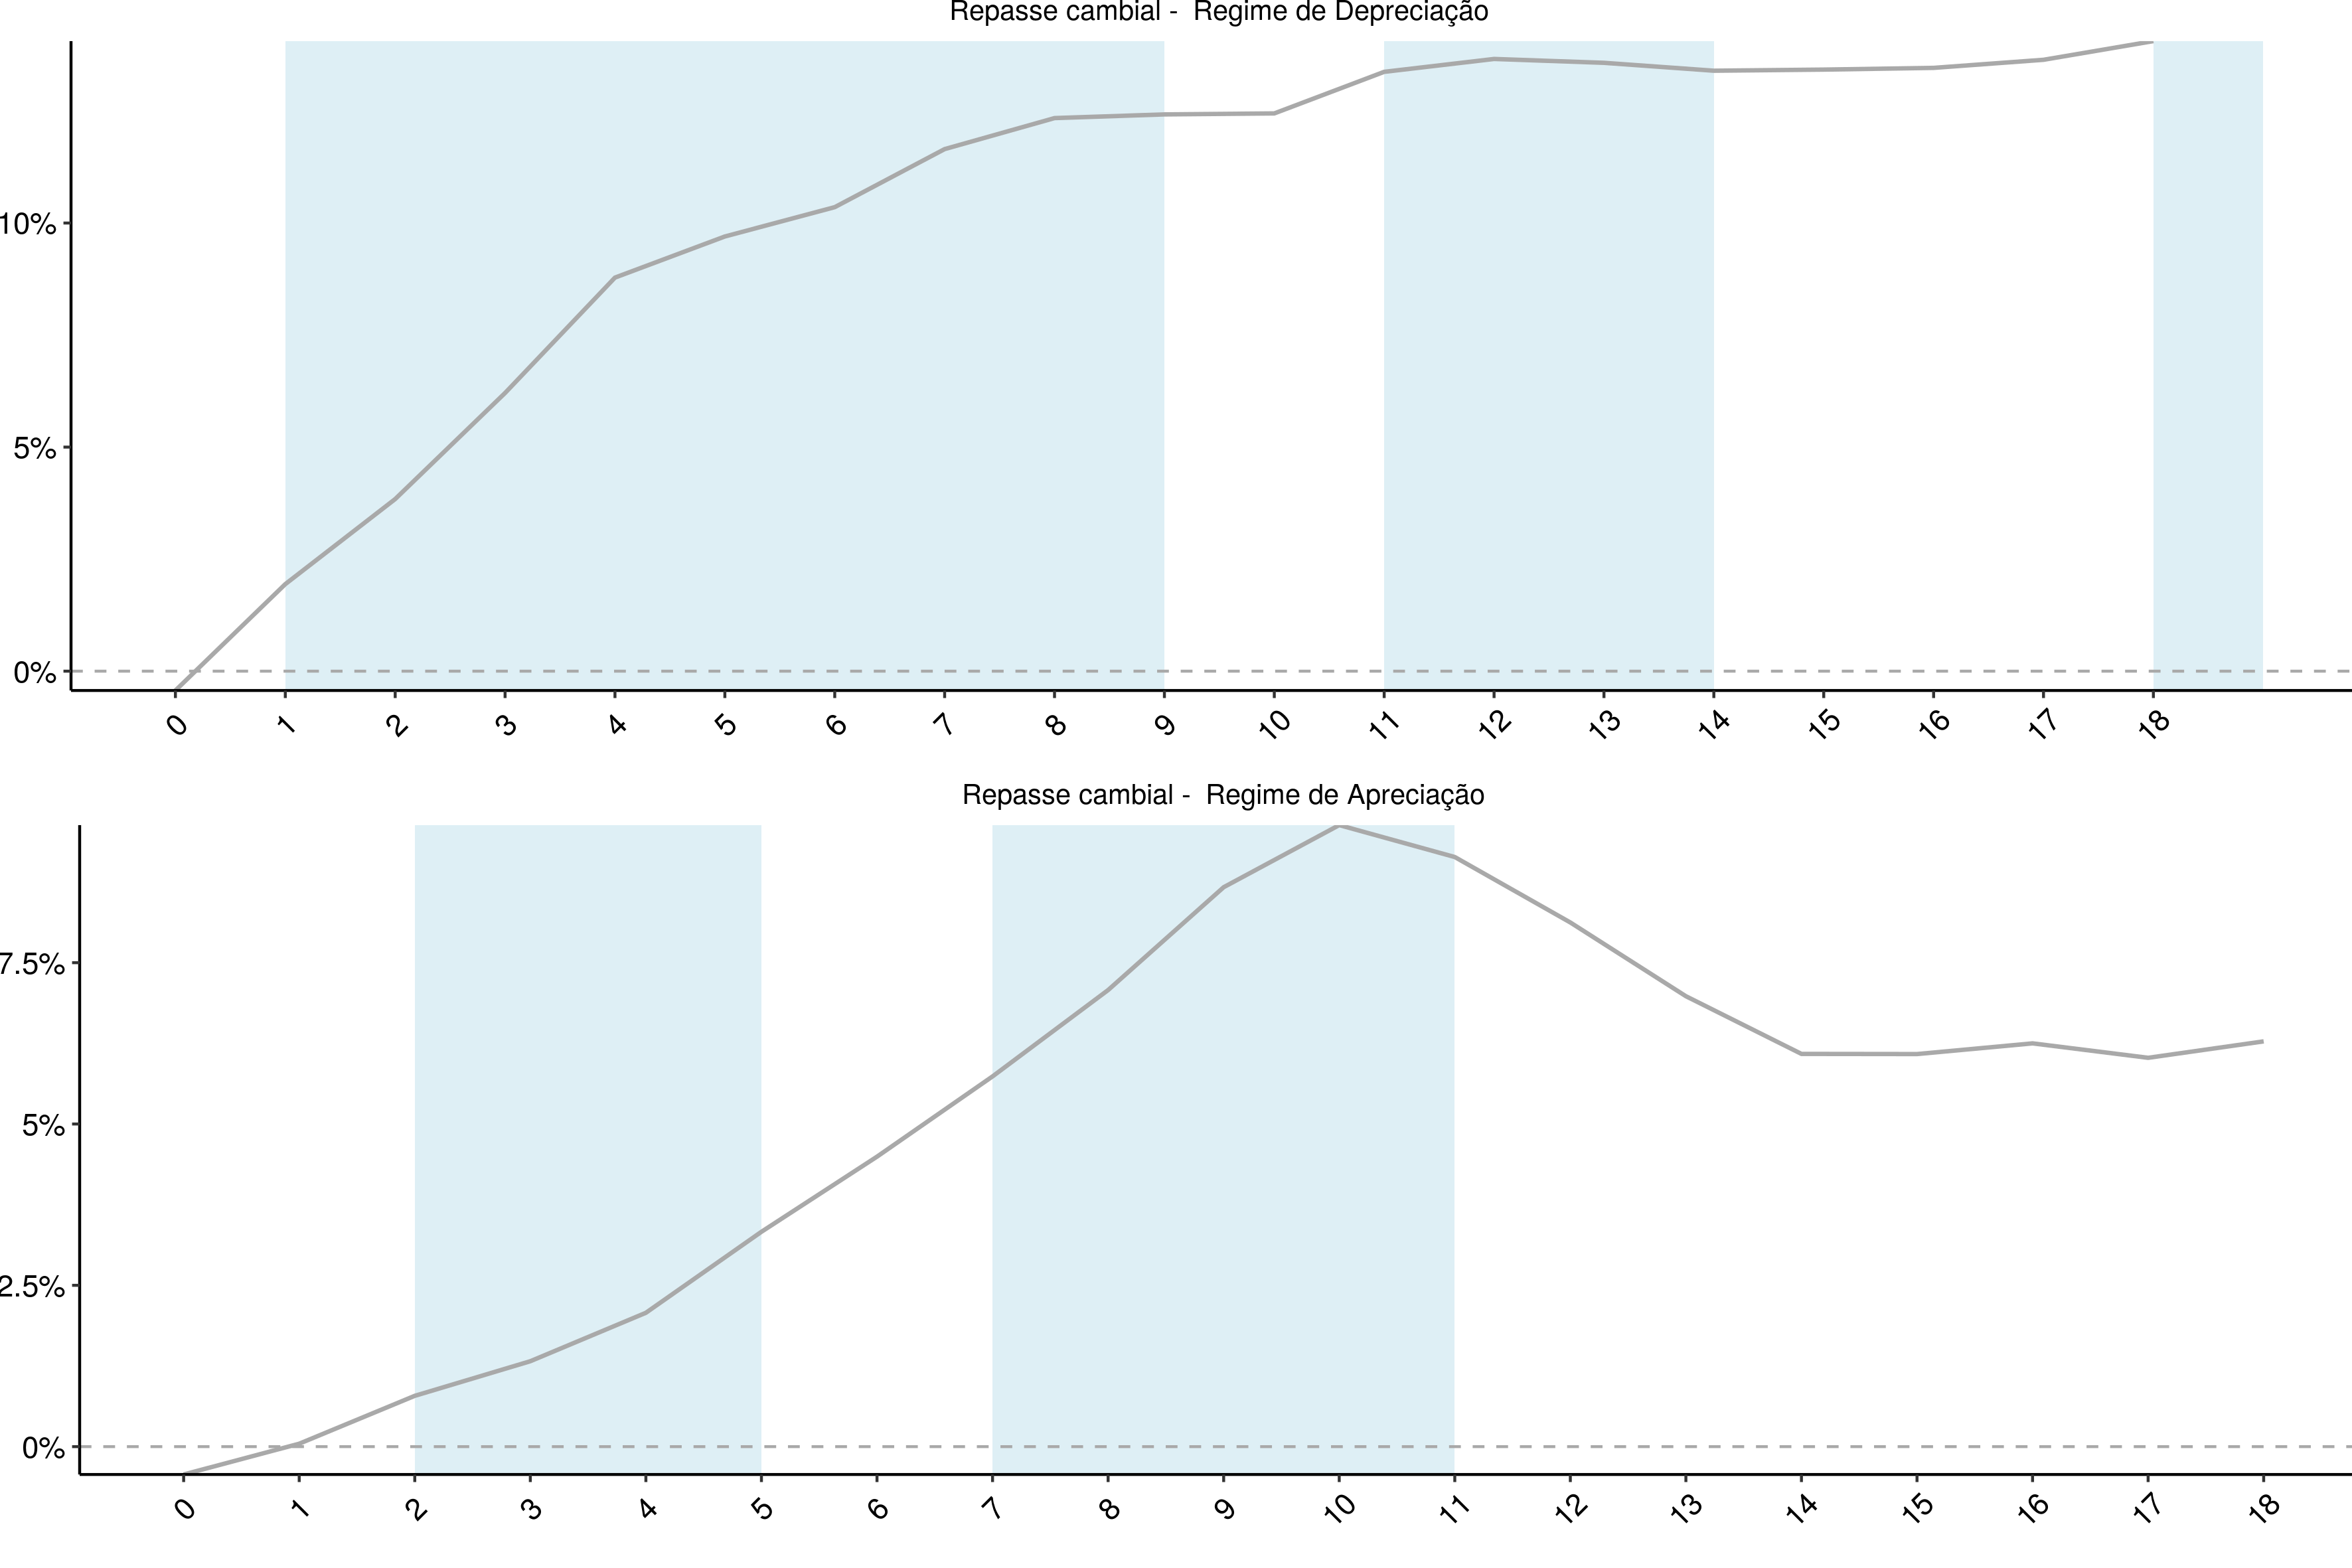 Repasse cambial -  Regime de Depreciação
10%
5%
0%
0 1 2 3 4 5 6 7 8 9 10 11 12 13 14 15 16 17 18
Repasse cambial -  Regime de Apreciação
7.5%
5%
2.5%
0%
0 1 2 3 4 5 6 7 8 9 10 11 12 13 14 15 16 17 18